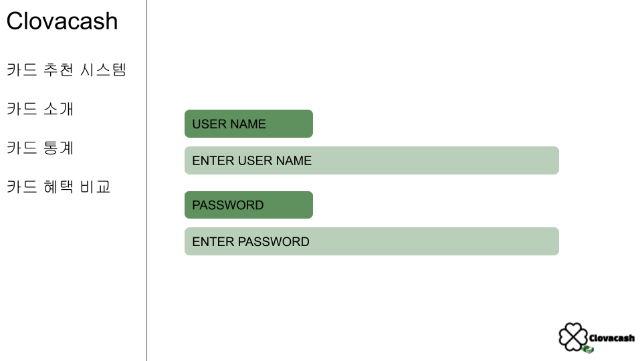 Clovacash
카드 추천 시스템
카드 소개
카드 통계
카드 혜택 비교
USER NAME
ENTER USER NAME
PASSWORD
ENTER PASSWORD
Clovacash